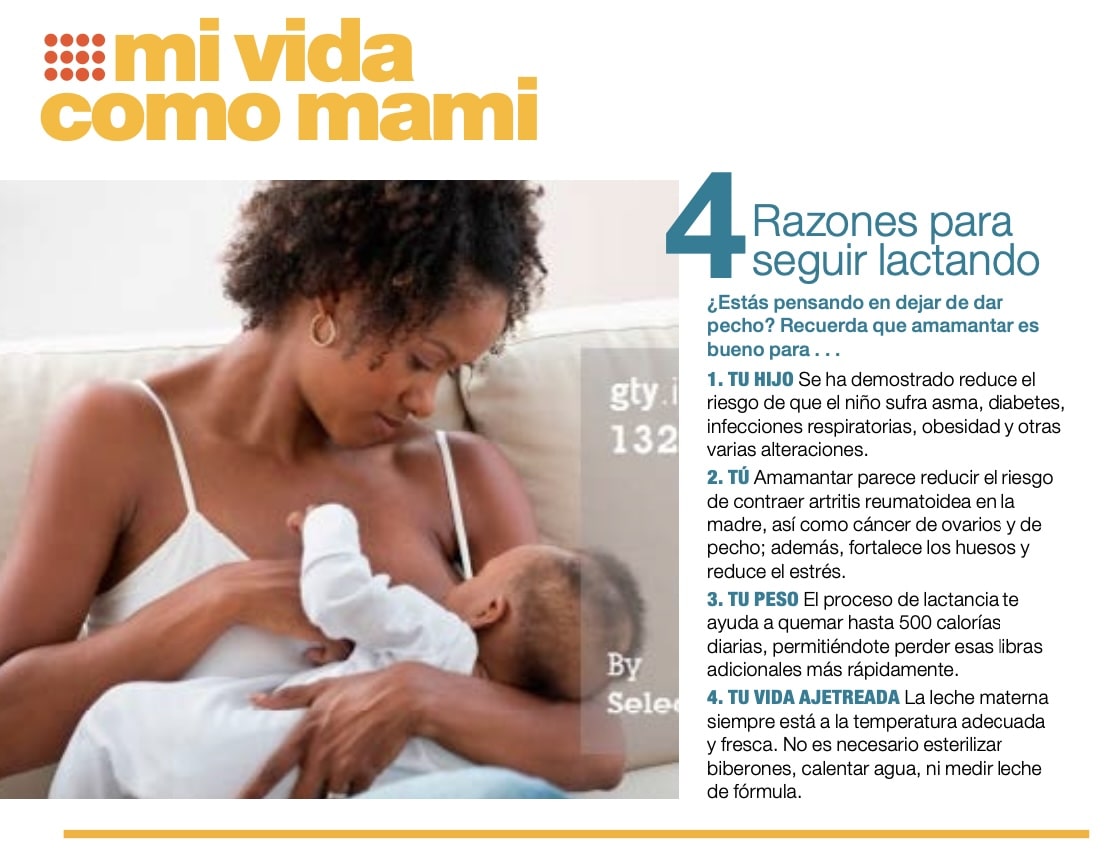 mi vida
como mami
4 Razones para
seguir lactando
¿Estás pensando en dejar de dar
pecho? Recuerda que amamantar es
bueno para . . .
1. TU HIJO Se ha demostrado reduce el
riesgo de que el niño sufra asma, diabetes,
infecciones respiratorias, obesidad y otras
varias alteraciones.
2. TÚ Amamantar parece reducir el riesgo
de contraer artritis reumatoidea en la
madre, así como cáncer de ovarios y de
pecho; además, fortalece los huesos y
reduce el estrés.
3. TU PESO El proceso de lactancia te
ayuda a quemar hasta 500 calorías
diarias, permitiéndote perder esas libras
adicionales más rápidamente.
4. TU VIDA AJETREADA La leche materna
siempre está a la temperatura adecuada
y fresca. No es necesario esterilizar
biberones, calentar agua, ni medir leche
de fórmula.
gty.i
132
By
Selec